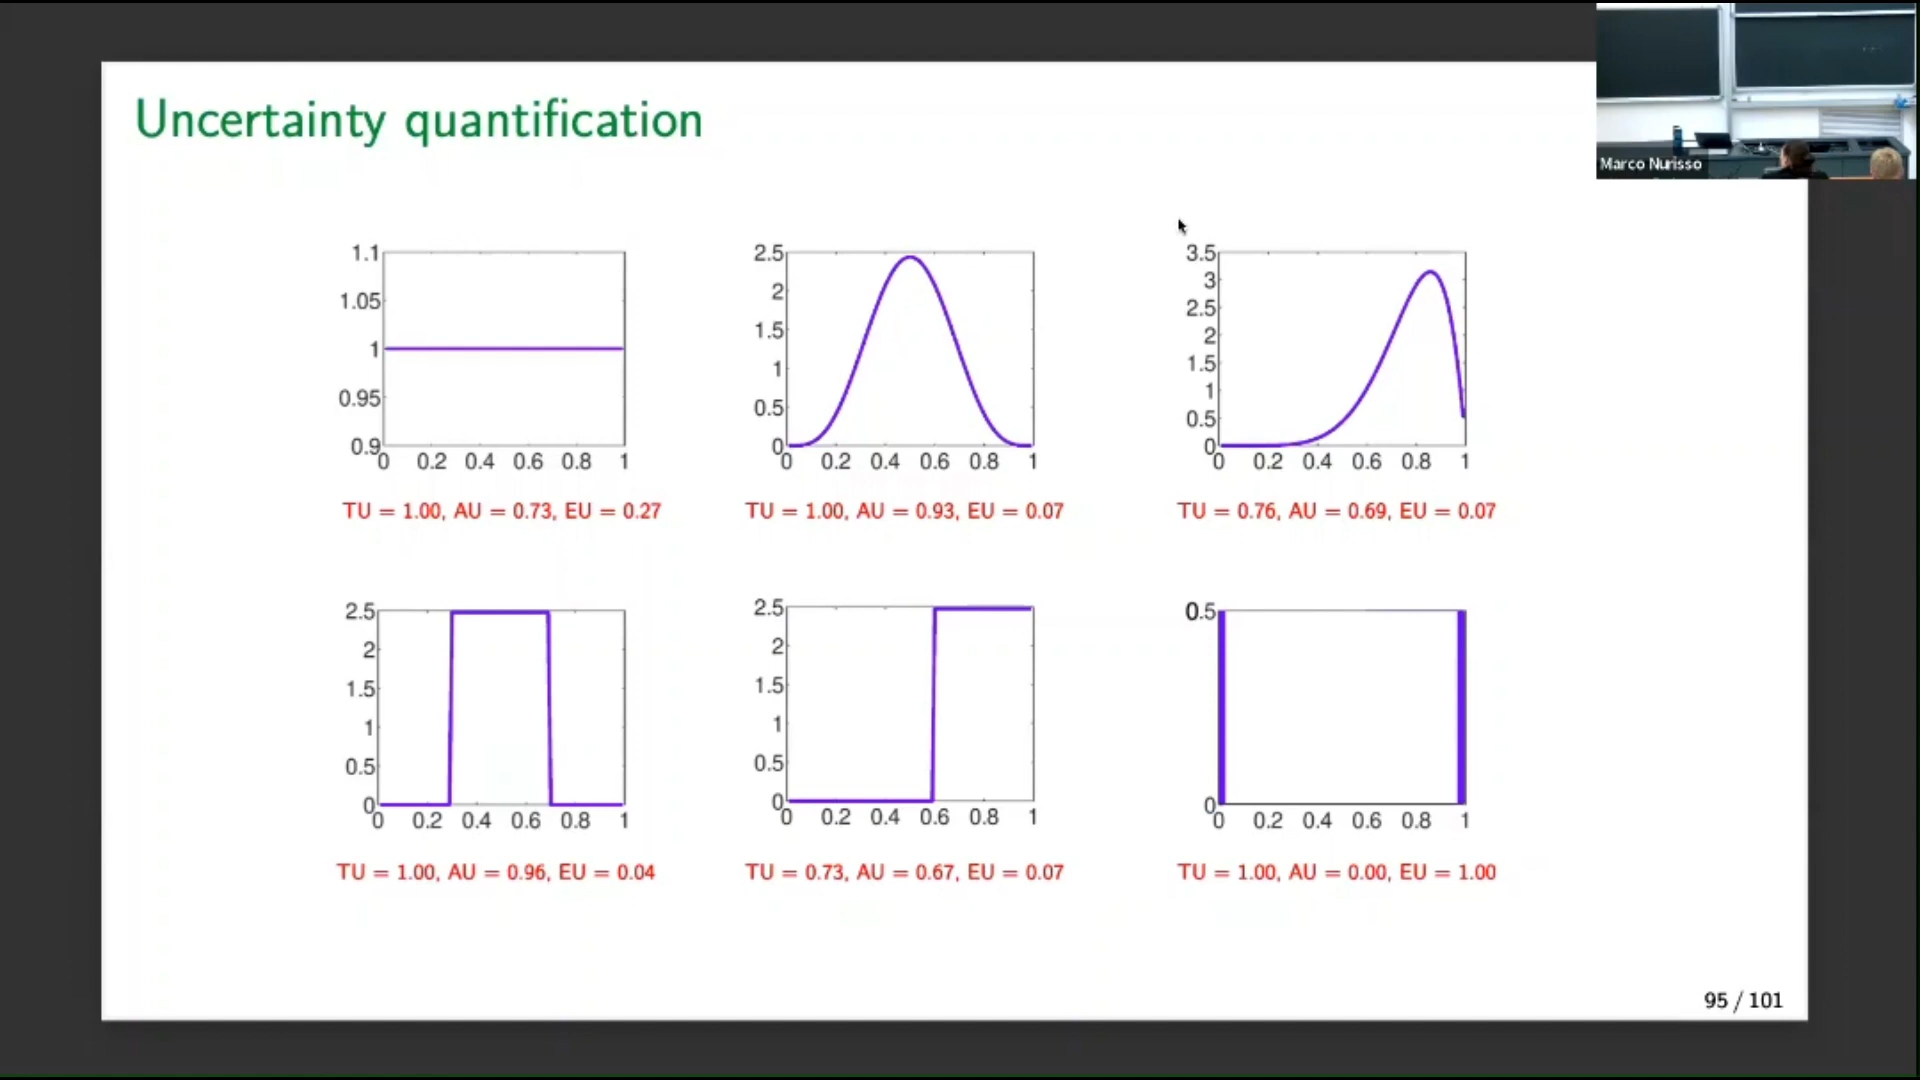 Uncertainty quantification
Marco Nurisso
1.1
1.05
1
0.95
0.9
0 0.2 0.4 0.6 0.8 1
TU = 1.00, AU = 0.73, EU = 0.27
2.5
2
1.5
1
0.5
0
0 0.2 0.4 0.6 0.8 1
TU = 1.00, AU = 0.93, EU = 0.07
3.5
3
2.5
2
1.5
1
0.5
0
0 0.2 0.4 0.6 0.8 1
TU = 0.76, AU = 0.69, EU = 0.07
2.5
2
1.5
1
0.5
0
0 0.2 0.4 0.6 0.8 1
TU = 1.00, AU = 0.96, EU = 0.04
2.5
2
1.5
1
0.5
0
0 0.2 0.4 0.6 0.8 1
TU = 0.73, AU = 0.67, EU = 0.07
0.5
0
0 0.2 0.4 0.6 0.8 1
TU = 1.00, AU = 0.00, EU = 1.00
95 / 101